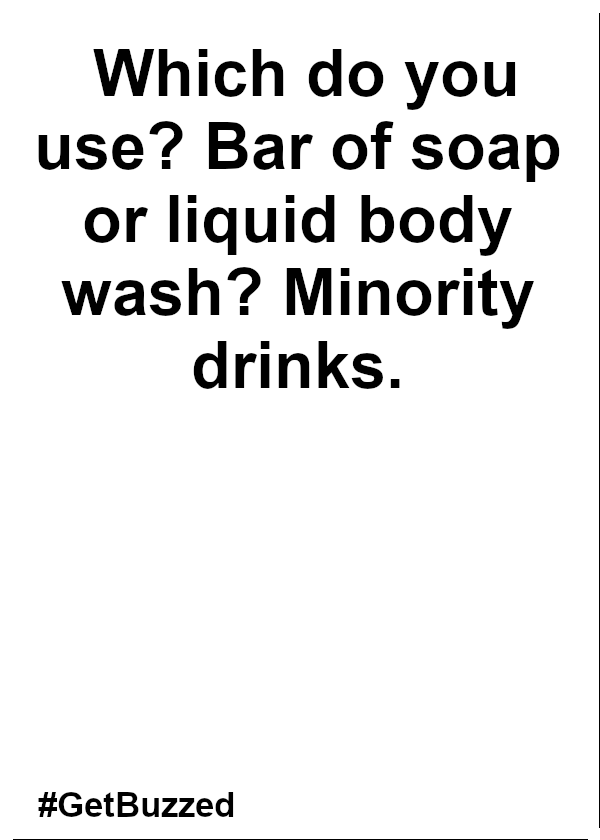 Which do you
use? Bar of soap
or liquid body
wash? Minority
drinks.
#GetBuzzed